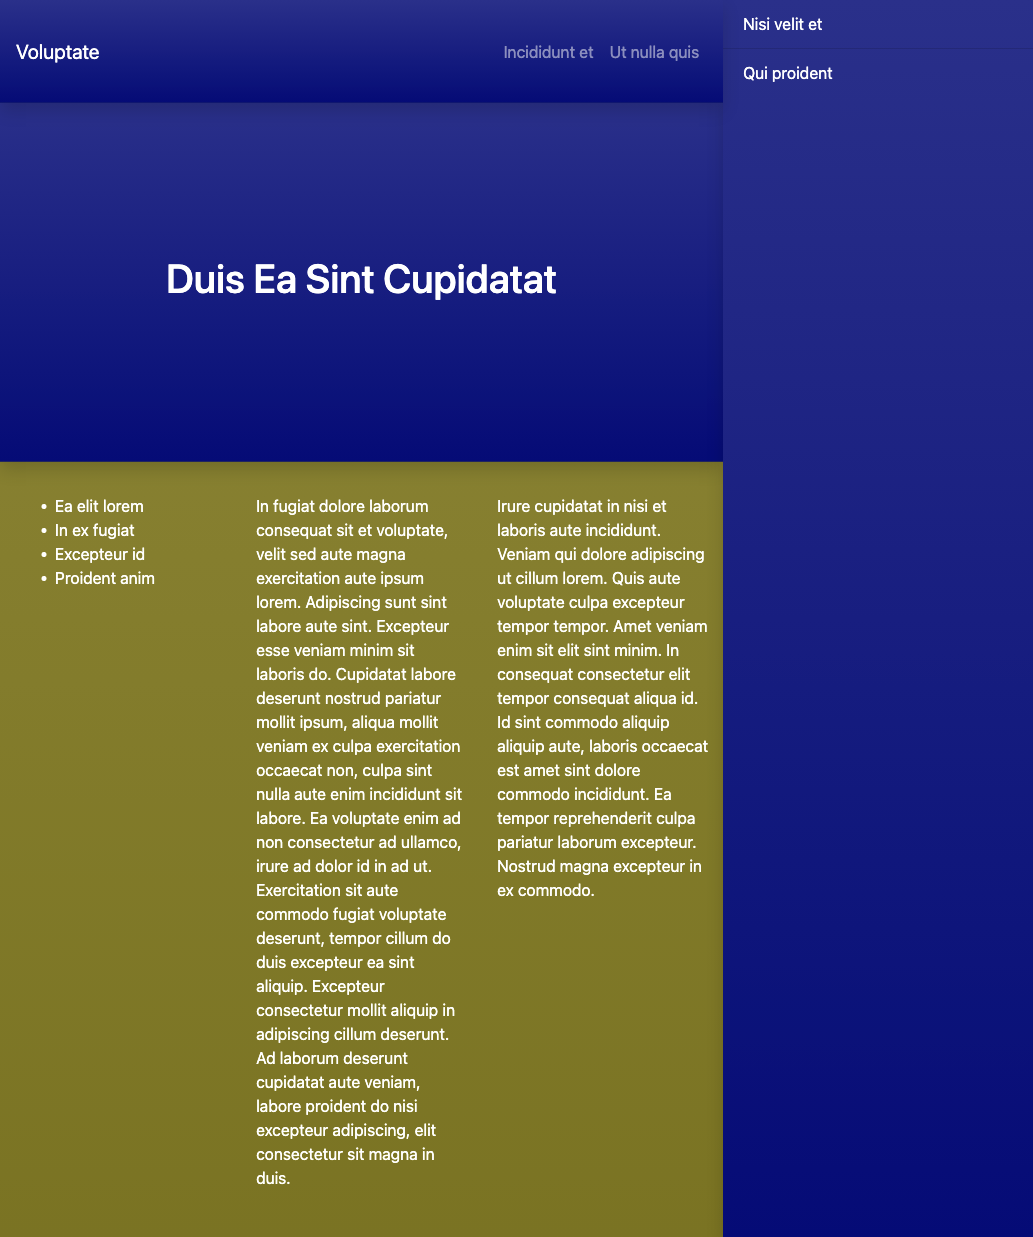 Voluptate
Incididunt et
Ut nulla quis
Nisi velit et
Qui proident
Duis Ea Sint Cupidatat
• Ea elit lorem
• In ex fugiat
• Excepteur id
• Proident anim
In fugiat dolore laborum
consequat sit et voluptate,
velit sed aute magna
exercitation aute ipsum
lorem. Adipiscing sunt sint
labore aute sint. Excepteur
esse veniam minim sit
laboris do. Cupidatat labore
deserunt nostrud pariatur
mollit ipsum, aliqua mollit
veniam ex culpa exercitation
occaecat non, culpa sint
nulla aute enim incididunt sit
labore. Ea voluptate enim ad
non consectetur ad ullamco,
irure ad dolor id in ad ut.
Exercitation sit aute
commodo fugiat voluptate
deserunt, tempor cillum do
duis excepteur ea sint
aliquip. Excepteur
consectetur mollit aliquip in
adipiscing cillum deserunt.
Ad laborum deserunt
cupidatat aute veniam,
labore proident do nisi
excepteur adipiscing, elit
consectetur sit magna in
duis.
Irure cupidatat in nisi et
laboris aute incididunt.
Veniam qui dolore adipiscing
ut cillum lorem. Quis aute
voluptate culpa excepteur
tempor tempor. Amet veniam
enim sit elit sint minim. In
consequat consectetur elit
tempor consequat aliqua id.
Id sint commodo aliquip
aliquip aute, laboris occaecat
est amet sint dolore
commodo incididunt. Ea
tempor reprehenderit culpa
pariatur laborum excepteur.
Nostrud magna excepteur in
ex commodo.